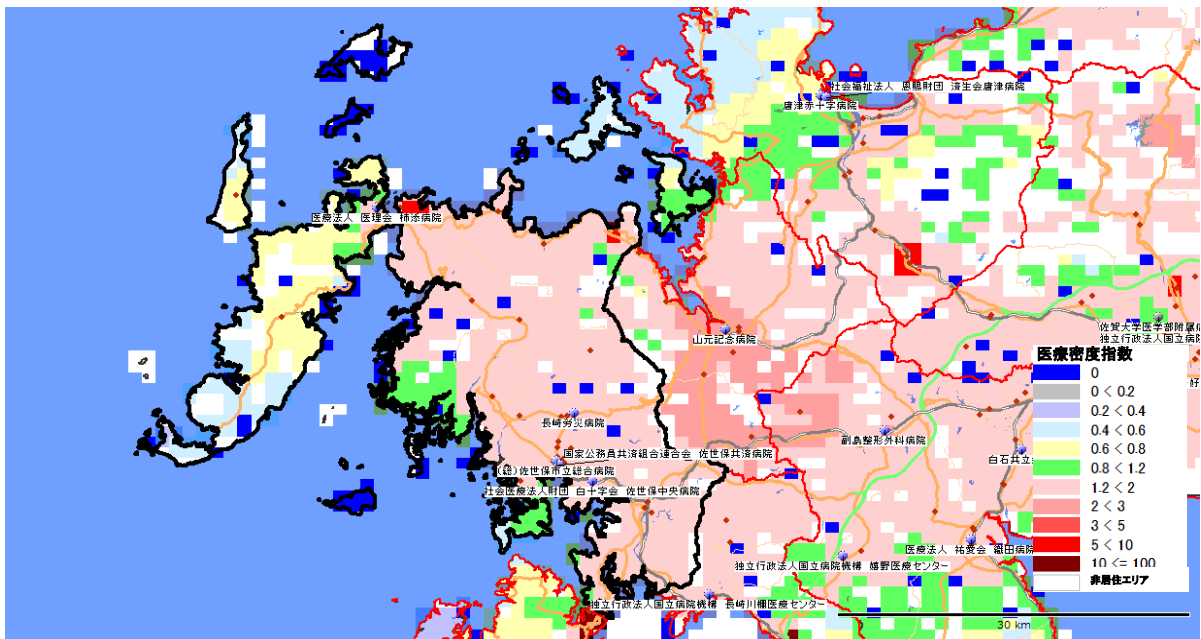 社会福祉法人 恩賜財団 済生会唐津病院
唐津赤十字病院
医療法人 医理会 柿添病院
佐賀大学医学部附属病
山元記念病院
独立行政法人国立病院
医療密度指数
0
0 < 0.2
0.2 < 0.4
0.4 < 0.6
0.6 < 0.8
0.8 < 1.2
1.2 < 2
2 < 3
3 < 5
5 < 10
10 <= 100
非居住エリア
好
長崎労災病院
副島整形外科病院
国家公務員共済組合連合会 佐世保共済病院
白石共立
(総)佐世保市立総合病院
社会医療法人財団 白十字会 佐世保中央病院
医療法人 祐愛会 織田病院
独立行政法人国立病院機構 嬉野医療センター
独立行政法人国立病院機構 長崎川棚医療センター
30 km